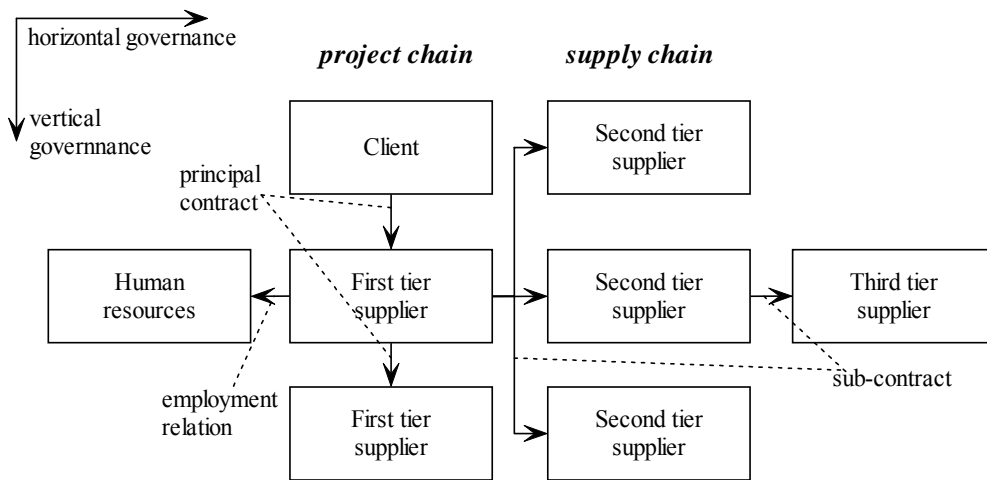 horizontal governance
project chain
supply chain
vertical
governnance
Client
Second tier
supplier
principal
contract
Human
resources
First tier
supplier
Second tier
supplier
Third tier
supplier
employment
relation
First tier
supplier
Second tier
supplier
sub-contract